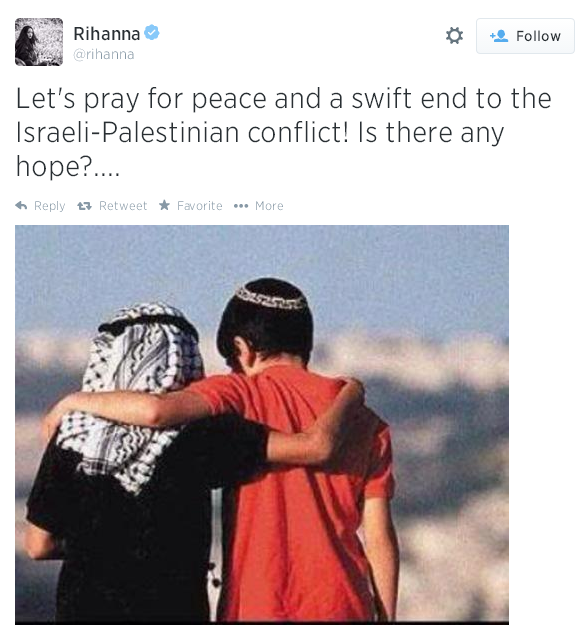 Rihanna
@rihanna
Follow
Let's pray for peace and a swift end to the
Israeli-Palestinian conflict! Is there any
hope?....
Reply Retweet Favorite More